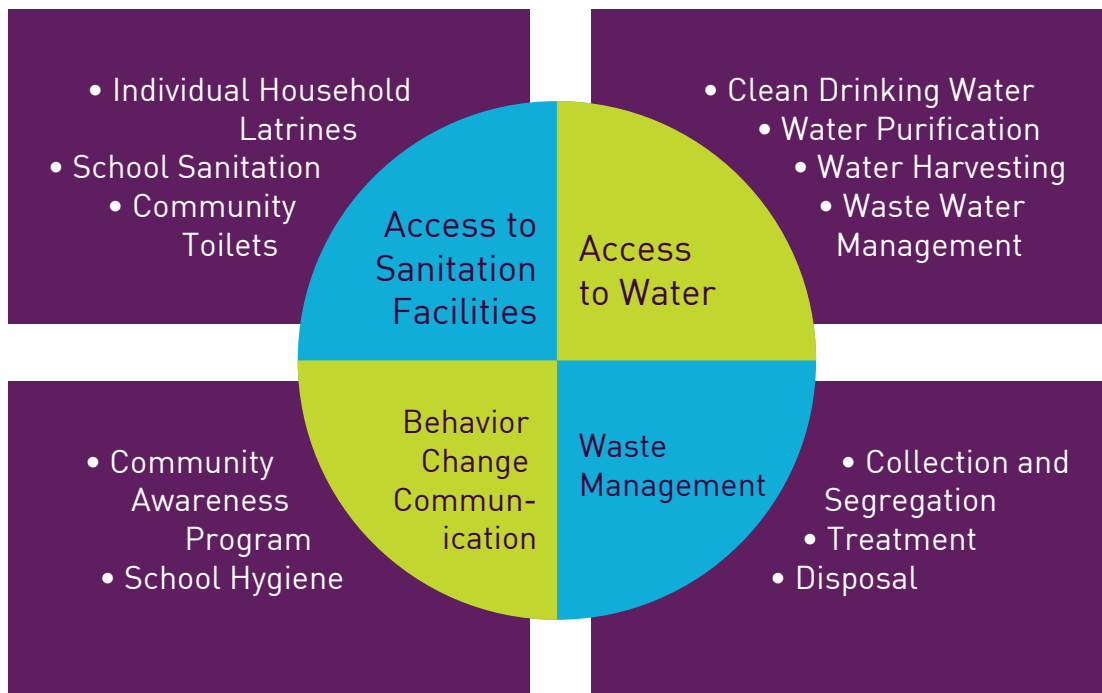 • Individual Household
Latrines
• School Sanitation
• Community
Toilets
Access to
Sanitation
Facilities
• Clean Drinking Water
• Water Purification
• Water Harvesting
• Waste Water
Management
Access
to Water
• Community
Awareness
Program
• School Hygiene
Behavior
Change
Commun-
ication
Waste
Management
• Collection and
Segregation
• Treatment
• Disposal